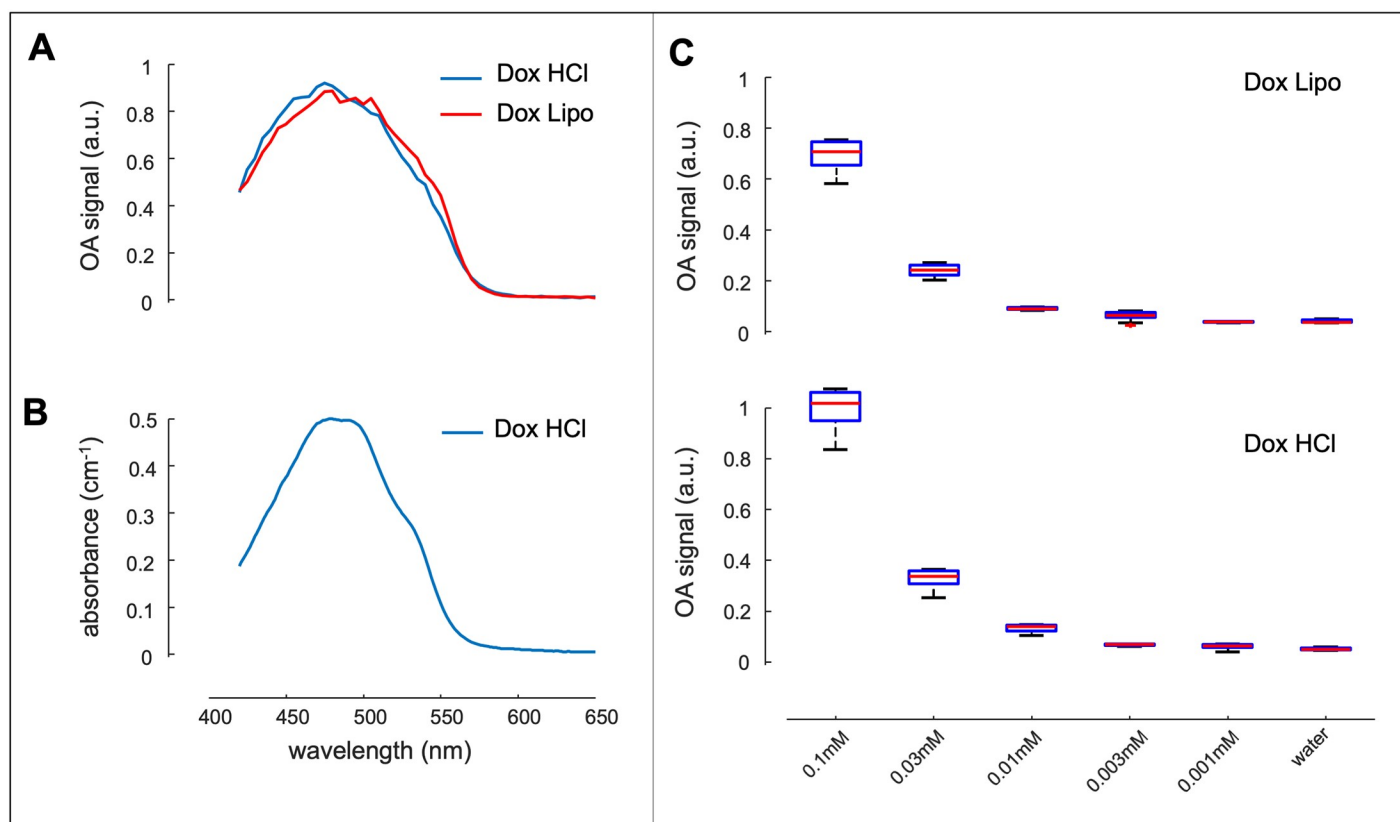 A
1
0.8
0.6
0.4
0.2
0
OA signal (a.u.)
Dox HCl
Dox Lipo
B
0.5
0.4
0.3
0.2
0.1
0
absorbance (cm⁻¹)
Dox HCl
400 450 500 550 600 650
wavelength (nm)
C
1
0.8
0.6
0.4
0.2
0
OA signal (a.u.)
Dox Lipo
1
0.8
0.6
0.4
0.2
0
OA signal (a.u.)
Dox HCl
0.1mM 0.03mM 0.01mM 0.003mM 0.001mM water